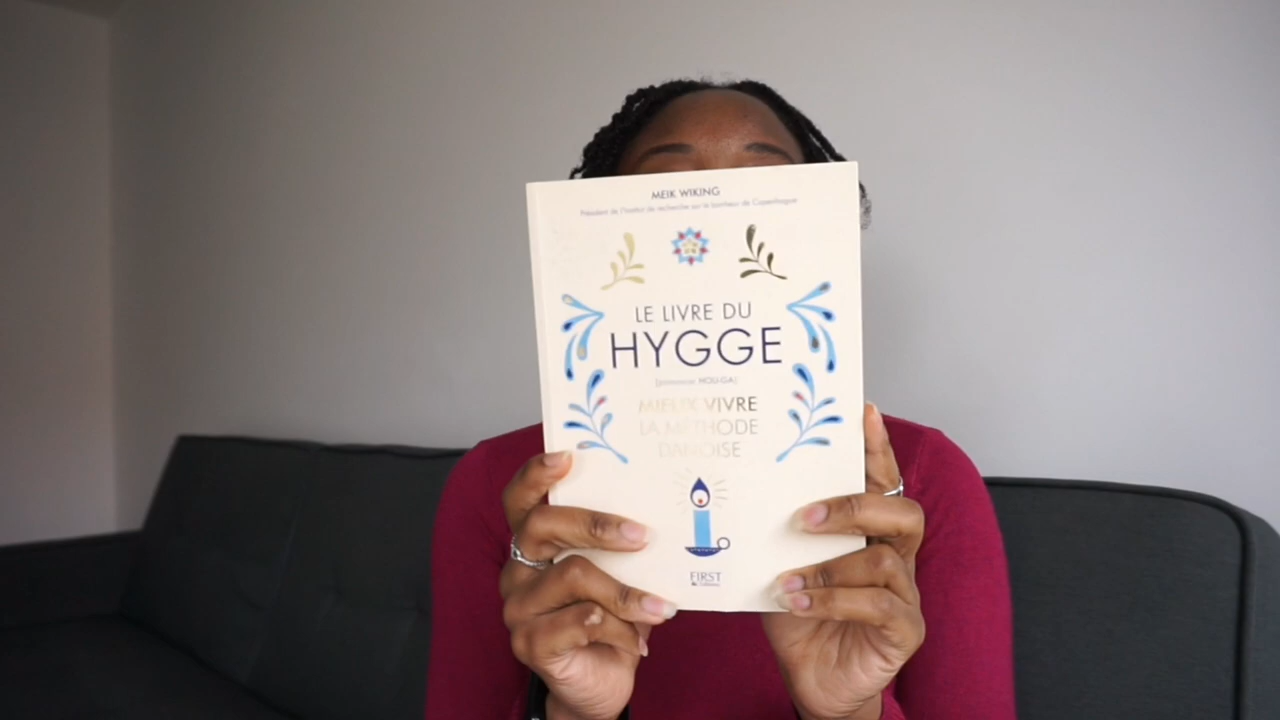 MEIK WIKING
Président de l'Institut de recherche sur le bonheur de Copenhague
LE LIVRE DU
HYGGE
(prononcer HOU-GA)
MIEUX VIVRE
LA MÉTHODE
DANOISE
FIRST
Éditions